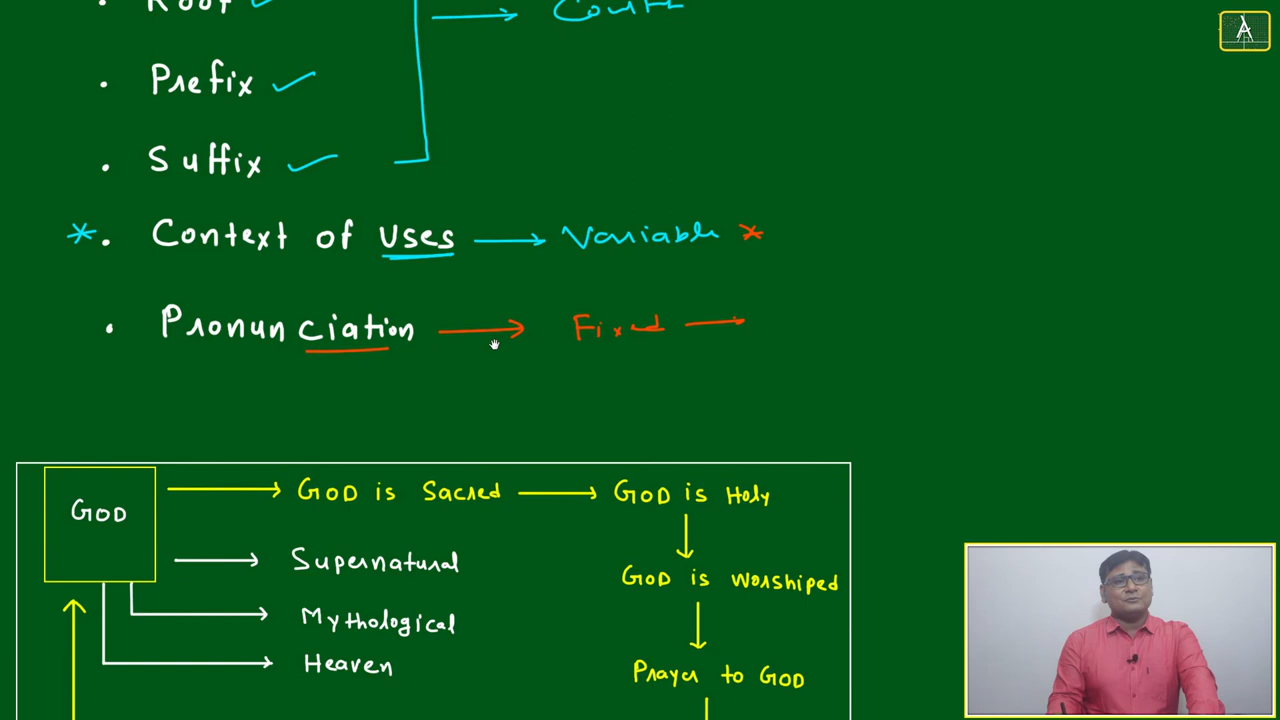 . Root
. Prefix
. Suffix
*. Context of uses → Variable *
. Pronunciation → Fixed →
GOD → GOD is Sacred → GOD is Holy
→ Supernatural
GOD is Worshiped
→ Mythological
→ Heaven
Prayer to GOD